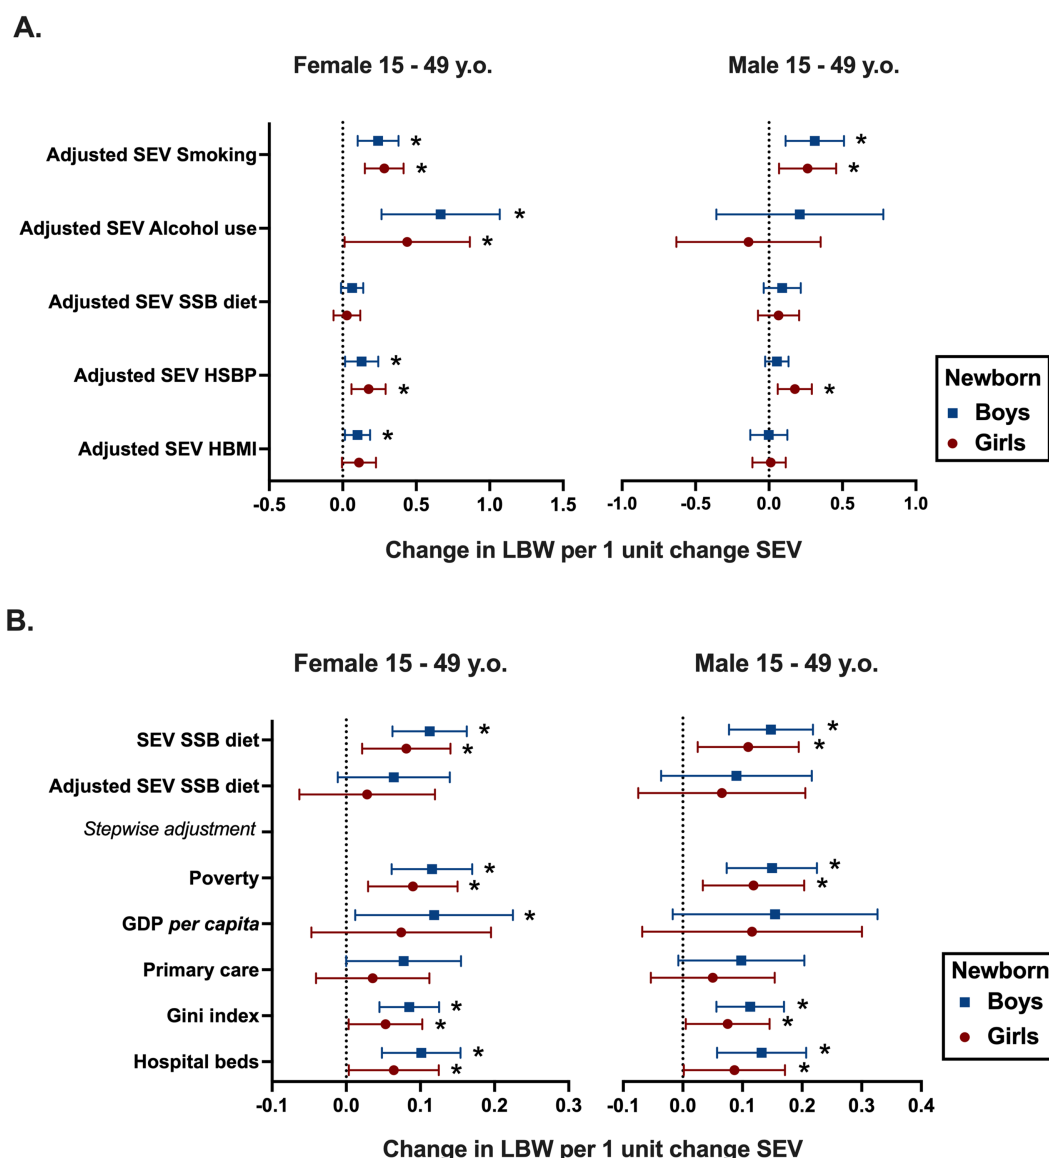 A.
Female 15 - 49 y.o.
Male 15 - 49 y.o.
Adjusted SEV Smoking
*
*
*
*
Adjusted SEV Alcohol use
*
*
Adjusted SEV SSB diet
Adjusted SEV HSBP
*
*
*
Adjusted SEV HBMI
*
Newborn
Boys
Girls
-0.5 0.0 0.5 1.0 1.5
-1.0 -0.5 0.0 0.5 1.0
Change in LBW per 1 unit change SEV
B.
Female 15 - 49 y.o.
Male 15 - 49 y.o.
SEV SSB diet
*
*
*
*
Adjusted SEV SSB diet
Stepwise adjustment
Poverty
*
*
*
*
GDP per capita
*
Primary care
Gini index
*
*
*
*
Hospital beds
*
*
*
*
Newborn
Boys
Girls
-0.1 0.0 0.1 0.2 0.3
-0.1 0.0 0.1 0.2 0.3 0.4
Change in LBW per 1 unit change SEV